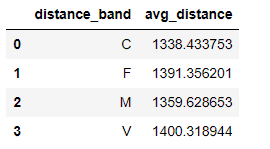 distance_band avg_distance
0 C 1338.433753
1 F 1391.356201
2 M 1359.628653
3 V 1400.318944